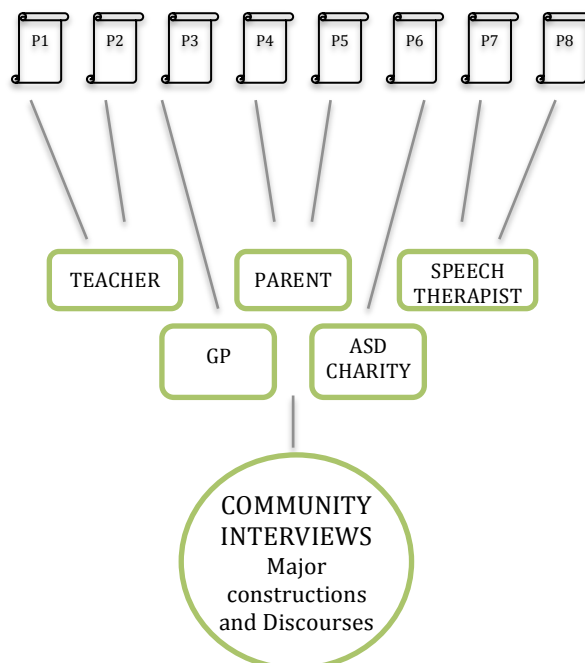 P1 P2 P3 P4 P5 P6 P7 P8
TEACHER
PARENT
SPEECH
THERAPIST
GP
ASD
CHARITY
COMMUNITY
INTERVIEWS
Major
constructions
and Discourses